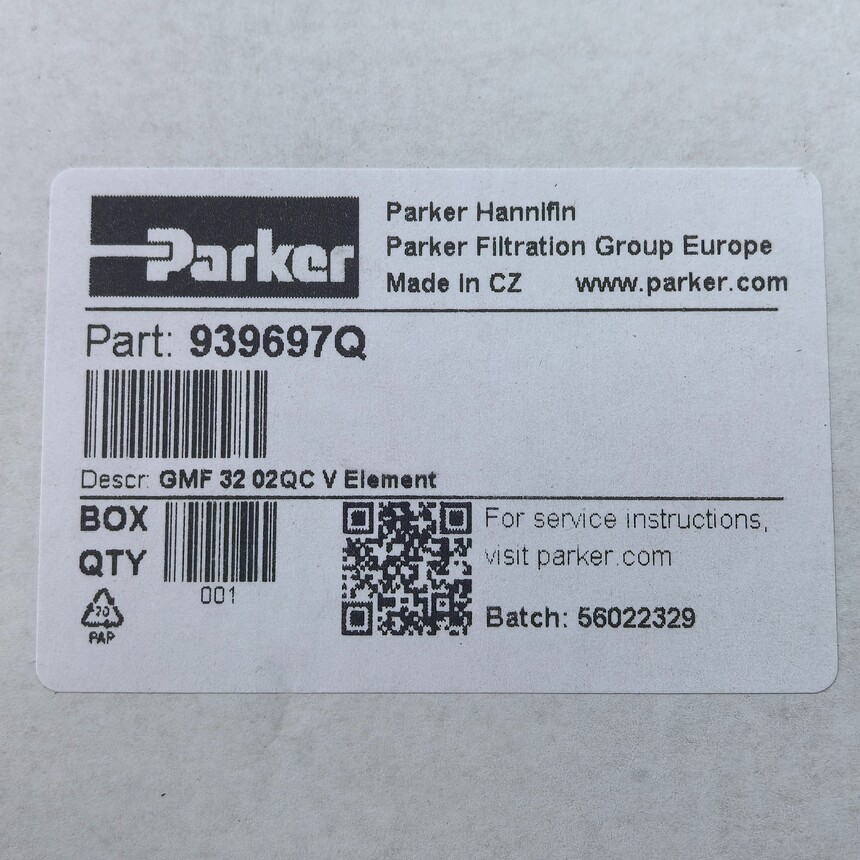 Parker
Parker Hannifin
Parker Filtration Group Europe
Made in CZ www.parker.com
Part: 939697Q
Descr: GMF 32 02QC V Element
BOX
QTY
001
For service instructions,
visit parker.com
Batch: 56022329
20
PAP